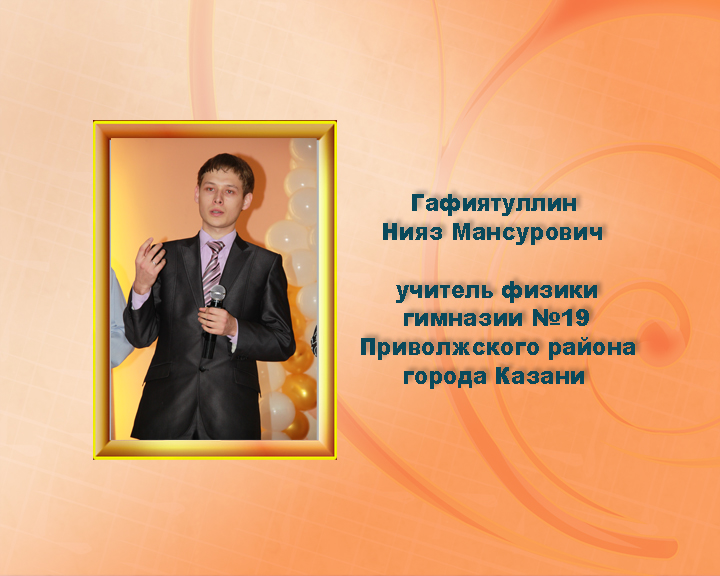 Гафиятуллин
Нияз Мансурович
учитель физики
гимназии №19
Приволжского района
города Казани